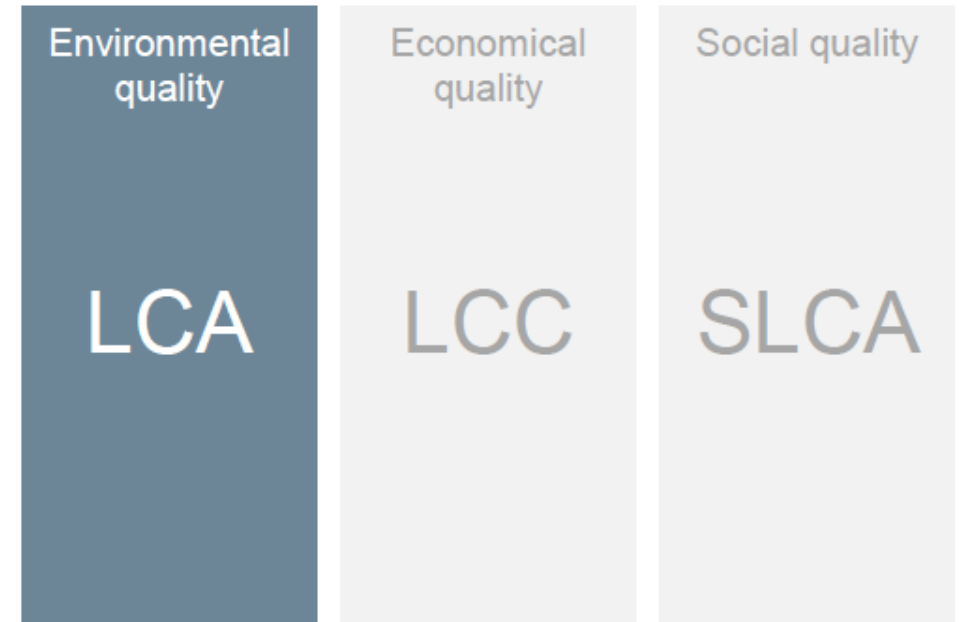 Environmental
quality
LCA
Economical
quality
LCC
Social quality
SLCA